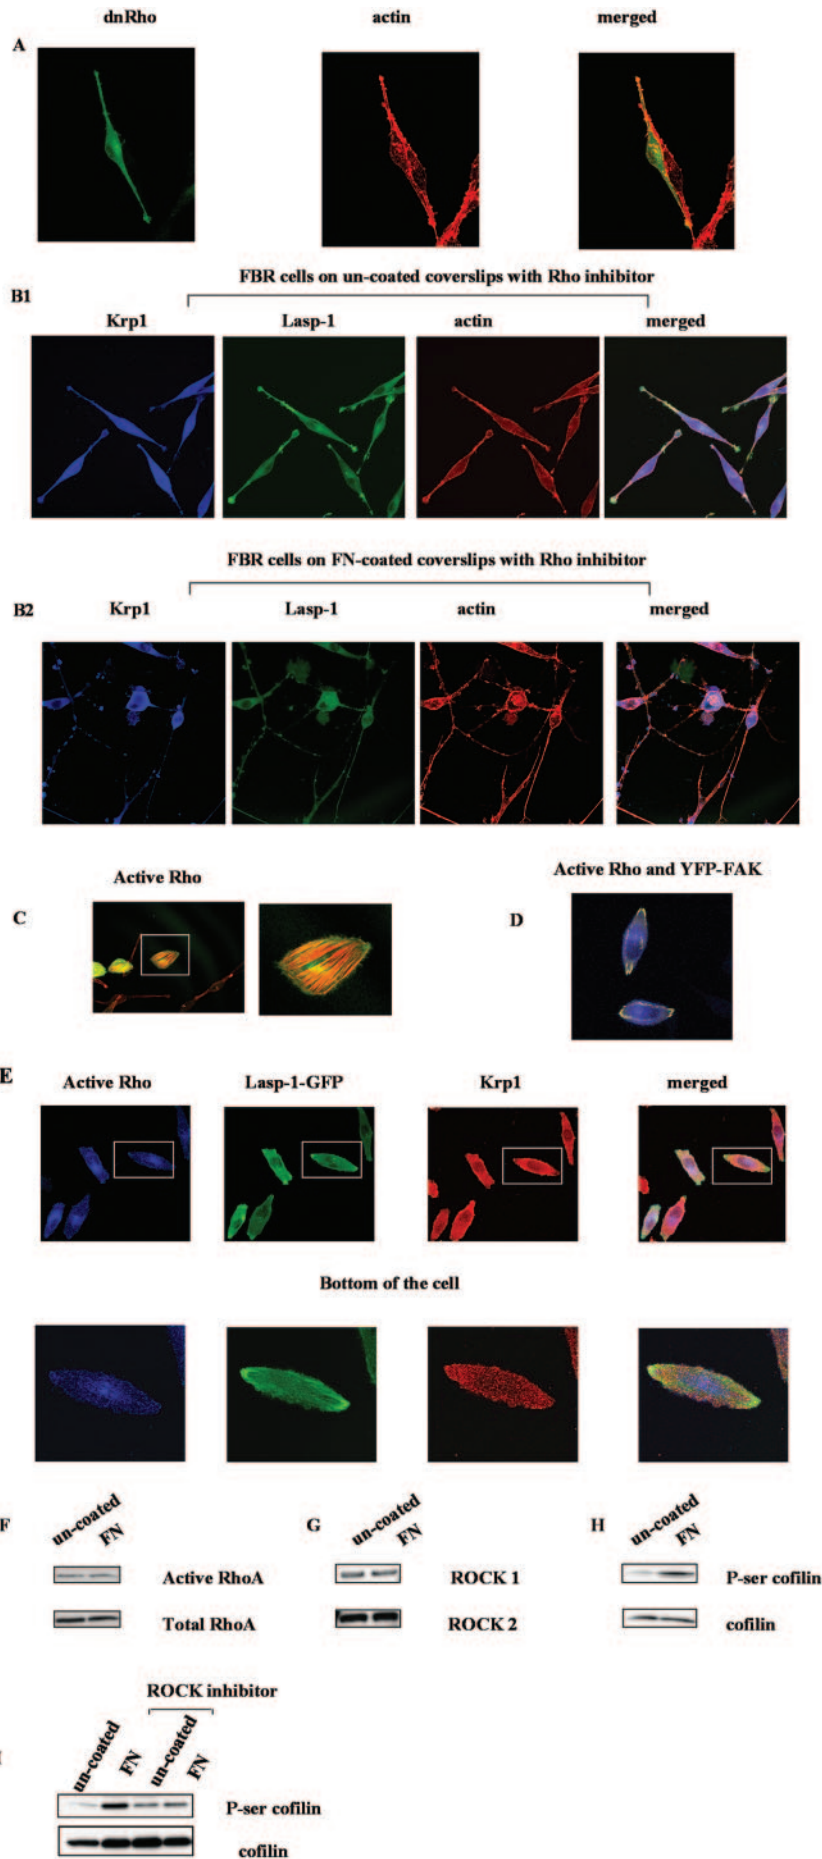 dnRho actin merged
A
FBR cells on un-coated coverslips with Rho inhibitor
B1
Krp1 Lasp-1 actin merged
FBR cells on FN-coated coverslips with Rho inhibitor
B2 Krp1 Lasp-1 actin merged
Active Rho Active Rho and YFP-FAK
C D
E Active Rho Lasp-1-GFP Krp1 merged
Bottom of the cell
F un-coated FN G un-coated FN H un-coated FN
Active RhoA ROCK 1 P-ser cofilin
Total RhoA ROCK 2 cofilin
ROCK inhibitor
un-coated FN un-coated FN
P-ser cofilin
cofilin